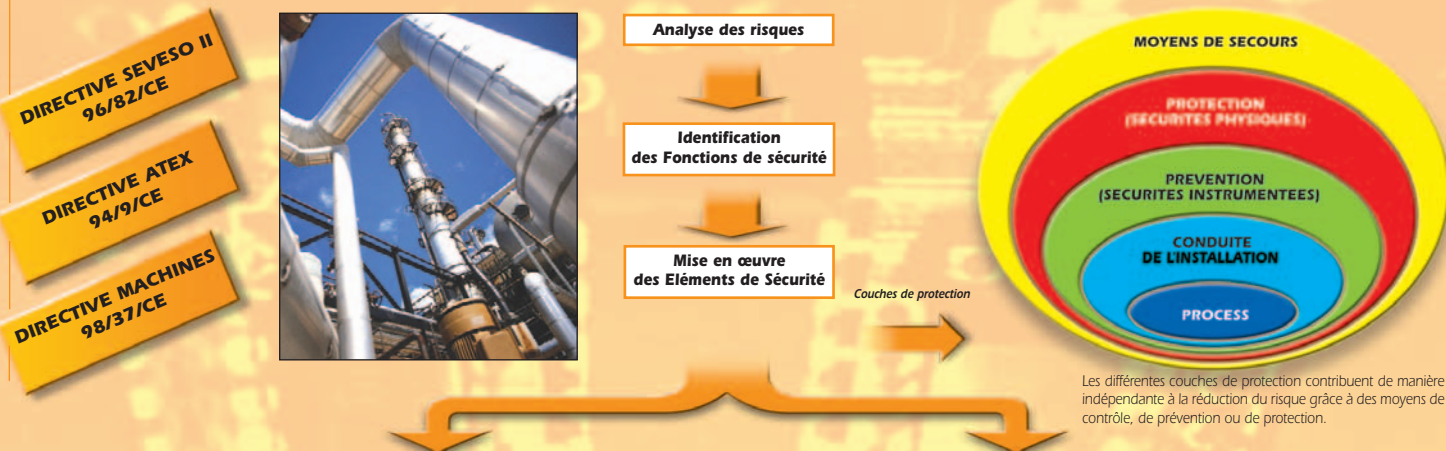 DIRECTIVE SEVESO II
96/82/CE
DIRECTIVE ATEX
94/9/CE
DIRECTIVE MACHINES
98/37/CE
Analyse des risques
Identification
des Fonctions de sécurité
Mise en œuvre
des Eléments de Sécurité
Couches de protection
MOYENS DE SECOURS
PROTECTION
(SECURITES PHYSIQUES)
PREVENTION
(SECURITES INSTRUMENTEES)
CONDUITE
DE L'INSTALLATION
PROCESS
Les différentes couches de protection contribuent de manière
indépendante à la réduction du risque grâce à des moyens de
contrôle, de prévention ou de protection.